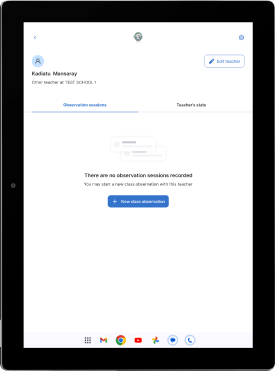 Edit teacher
Kadiatu Mansaray
Other teacher at TEST SCHOOL 1
Observation sessions
Teacher's stats
There are no observation sessions recorded
You may start a new class observation with this teacher
+ New class observation